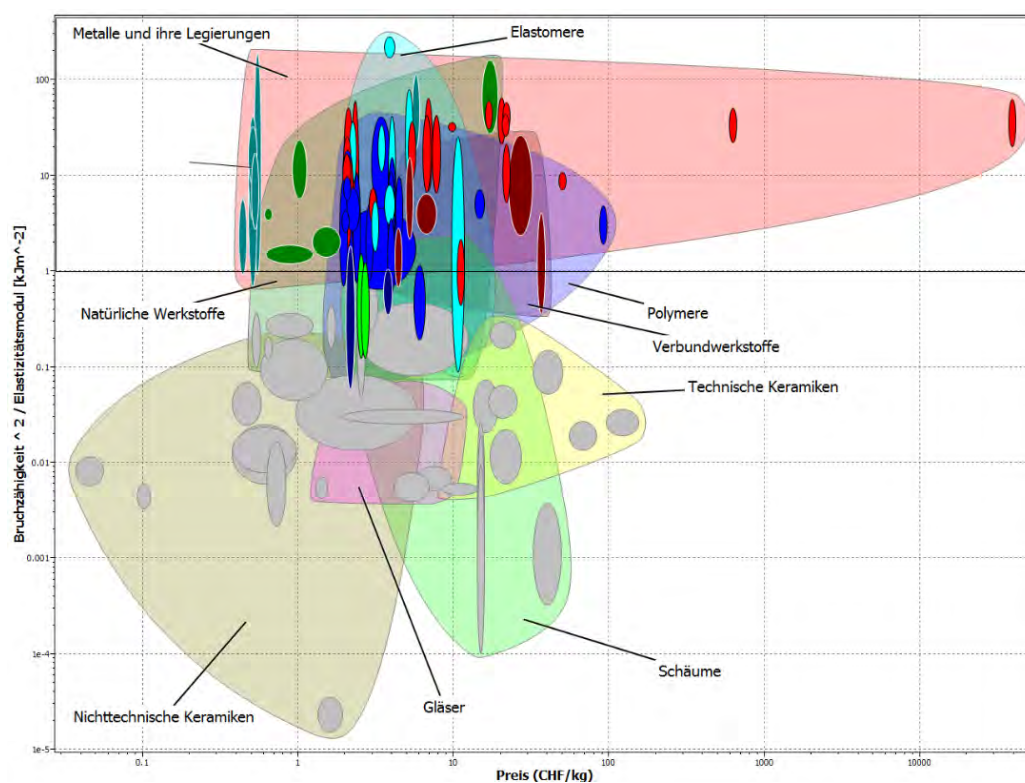 Metalle und ihre Legierungen
Elastomere
100
10
1
0.1
0.01
0.001
1e-4
1e-5
Bruchzähigkeit ^ 2 / Elastizitätsmodul [kJm^-2]
Natürliche Werkstoffe
Polymere
Verbundwerkstoffe
Technische Keramiken
Schäume
Gläser
Nichttechnische Keramiken
0.1
1
10
100
1000
10000
Preis (CHF/kg)